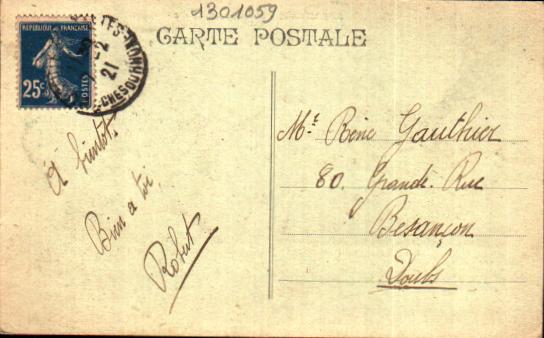 1301059
CARTE POSTALE
REPUBLIQUE FRANÇAISE
25c
POSTES
21
A bientôt,
Bien a toi,
Robert
Mr. René Gauthier
80. Grande. Rue
Besançon
Doubs